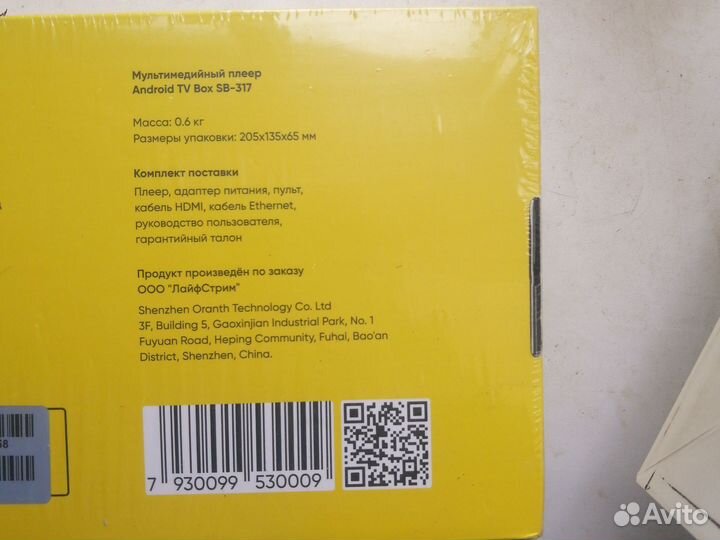 Мультимедийный плеер
Android TV Box SB-317
Масса: 0.6 кг
Размеры упаковки: 205x135x65 мм
Комплект поставки
Плеер, адаптер питания, пульт,
кабель HDMI, кабель Ethernet,
руководство пользователя,
гарантийный талон
Продукт произведён по заказу
ООО "ЛайфСтрим"
Shenzhen Oranth Technology Co. Ltd
3F, Building 5, Gaoxinjian Industrial Park, No. 1
Fuyuan Road, Heping Community, Fuhai, Bao'an
District, Shenzhen, China.
7 930099 530009
Avito